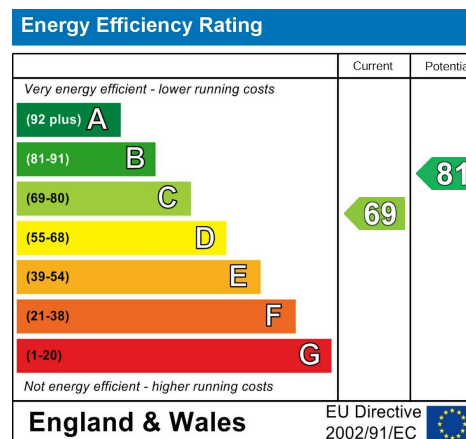 Energy Efficiency Rating
Current Potentia
Very energy efficient - lower running costs
(92 plus) A
(81-91) B
81
(69-80) C
69
(55-68) D
(39-54) E
(21-38) F
(1-20) G
Not energy efficient - higher running costs
England & Wales
EU Directive
2002/91/EC